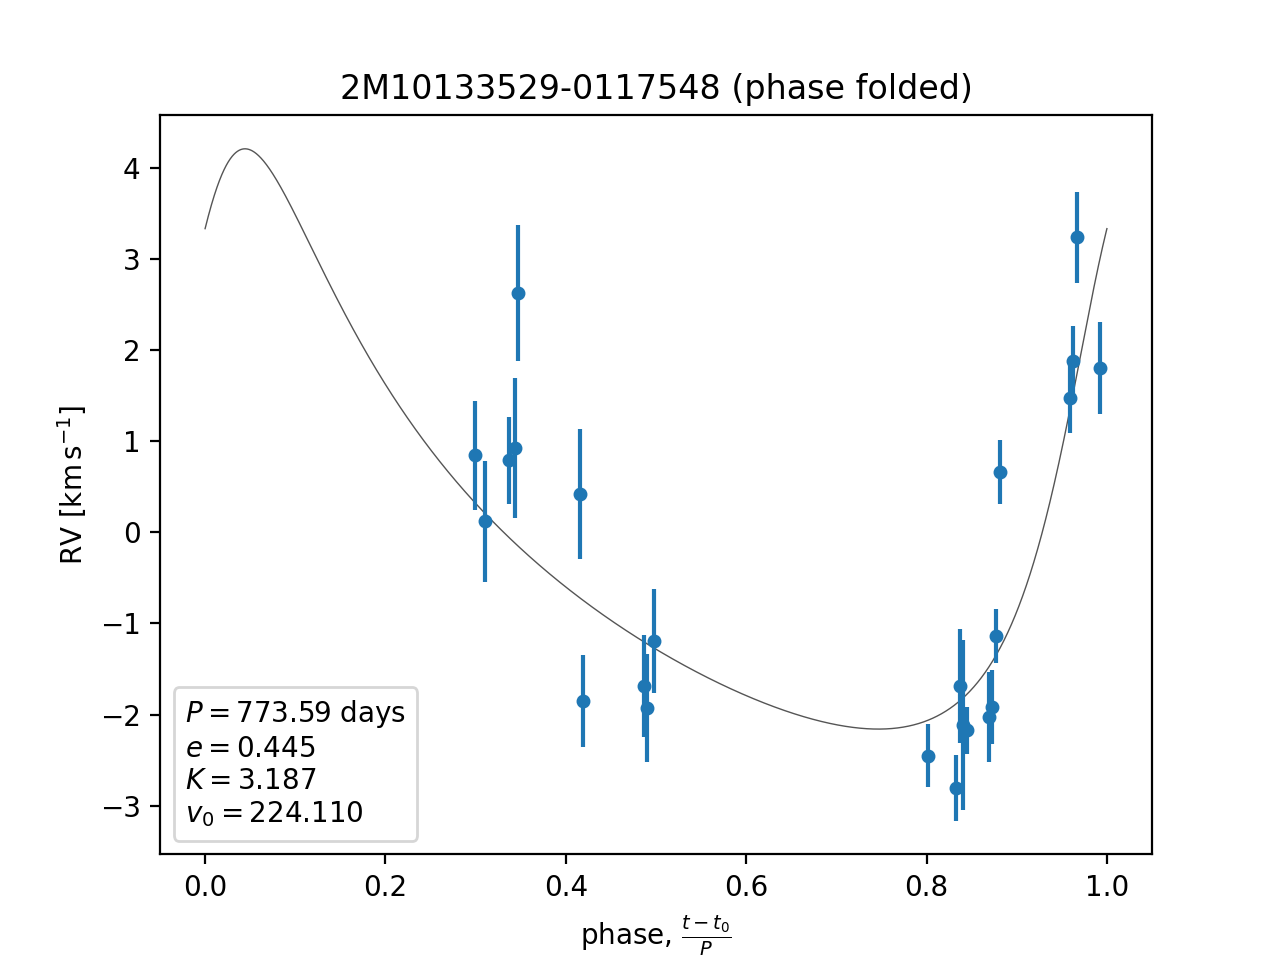 2M10133529-0117548 (phase folded)
4
3
2
1
0
−1
−2
−3
RV [km s⁻¹]
P = 773.59 days
e = 0.445
K = 3.187
v₀ = 224.110
0.0 0.2 0.4 0.6 0.8 1.0
phase, (t − t₀)/P